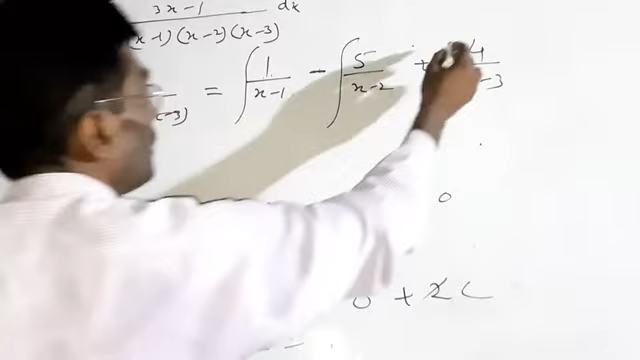 3x-1 dx
x-1) (x-2) (x-3)
= ∫ 1/x-1 - ∫ 5/x-2 + 4/-3
-3)
0
0 + 2C
=